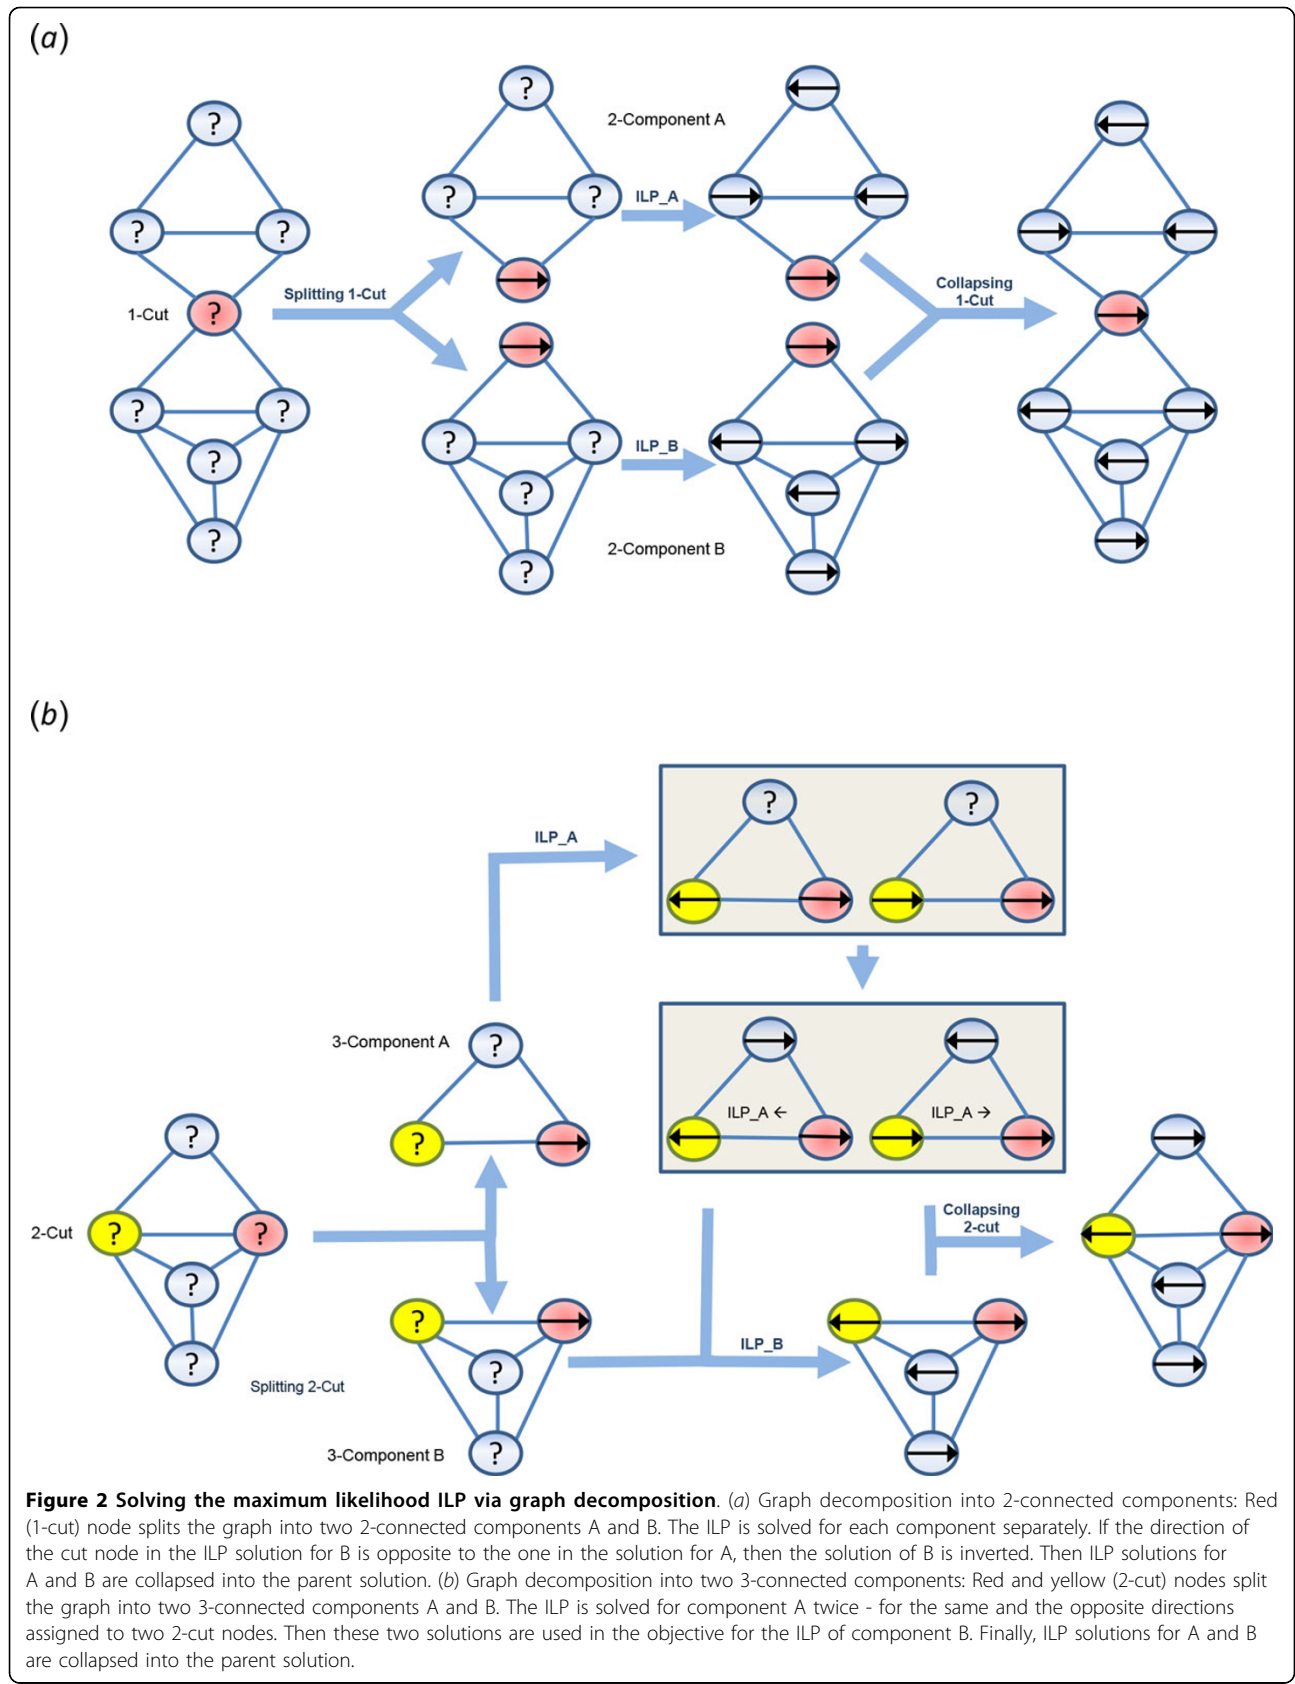 (a)
?
?
2-Component A
?
?
?
?
ILP_A
Splitting 1-Cut
Collapsing
1-Cut
1-Cut
?
?
?
?
?
ILP_B
?
?
?
2-Component B
?
(b)
?
?
ILP_A
3-Component A
?
ILP_A ←
ILP_A →
?
?
2-Cut
?
?
Collapsing
2-cut
?
?
?
ILP_B
?
?
Splitting 2-Cut
3-Component B
?
Figure 2 Solving the maximum likelihood ILP via graph decomposition. (a) Graph decomposition into 2-connected components: Red
(1-cut) node splits the graph into two 2-connected components A and B. The ILP is solved for each component separately. If the direction of
the cut node in the ILP solution for B is opposite to the one in the solution for A, then the solution of B is inverted. Then ILP solutions for
A and B are collapsed into the parent solution. (b) Graph decomposition into two 3-connected components: Red and yellow (2-cut) nodes split
the graph into two 3-connected components A and B. The ILP is solved for component A twice - for the same and the opposite directions
assigned to two 2-cut nodes. Then these two solutions are used in the objective for the ILP of component B. Finally, ILP solutions for A and B
are collapsed into the parent solution.